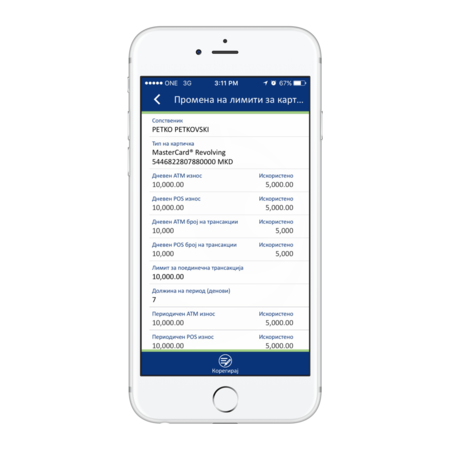 ONE 3G 3:11 PM 67%
Промена на лимити за карт...
Сопственик
PETKO PETKOVSKI
Тип на картичка
MasterCard® Revolving
5446822807880000 MKD
Дневен ATM износ Искористено
10,000.00 5,000.00
Дневен POS износ Искористено
10,000.00 5,000.00
Дневен ATM број на трансакции Искористено
10,000 5,000
Дневен POS број на трансакции Искористено
10,000 5,000
Лимит за поединечна трансакција
10,000.00
Должина на период (денови)
7
Периодичен ATM износ Искористено
10,000.00 5,000.00
Периодичен POS износ Искористено
10,000.00 5,000.00
Корегирај